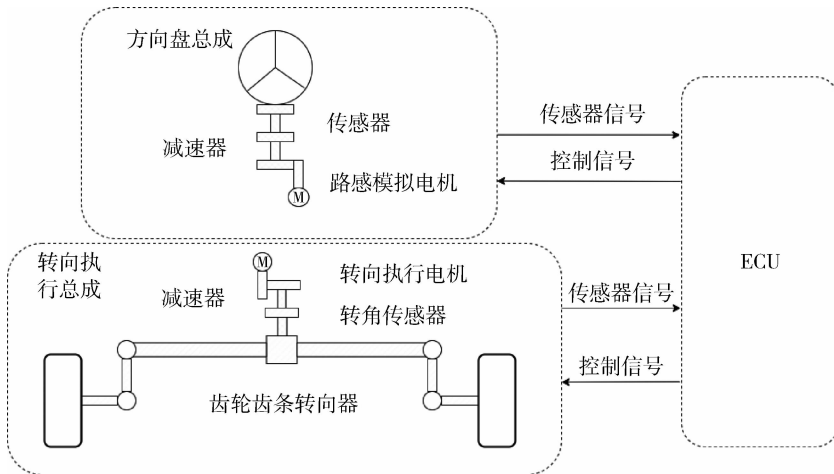 方向盘总成
传感器
减速器
路感模拟电机
M
传感器信号
控制信号
ECU
转向执
行总成
M
减速器
转向执行电机
转角传感器
齿轮齿条转向器
传感器信号
控制信号